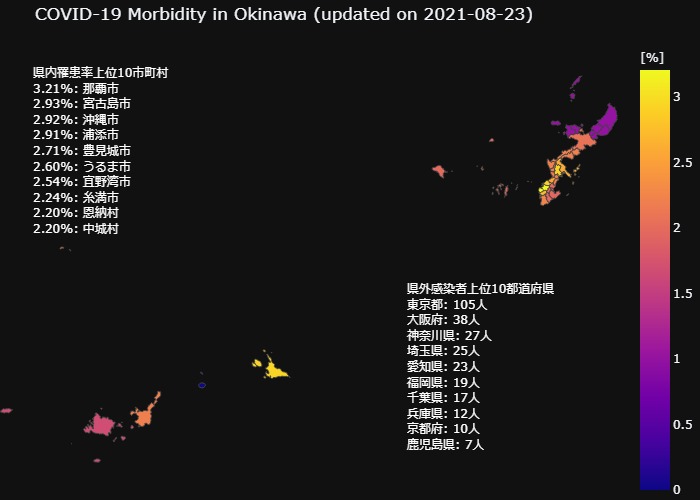 COVID-19 Morbidity in Okinawa (updated on 2021-08-23)
県内罹患率上位10市町村
3.21%: 那覇市
2.93%: 宮古島市
2.92%: 沖縄市
2.91%: 浦添市
2.71%: 豊見城市
2.60%: うるま市
2.54%: 宜野湾市
2.24%: 糸満市
2.20%: 恩納村
2.20%: 中城村
県外感染者上位10都道府県
東京都: 105人
大阪府: 38人
神奈川県: 27人
埼玉県: 25人
愛知県: 23人
福岡県: 19人
千葉県: 17人
兵庫県: 12人
京都府: 10人
鹿児島県: 7人
[%]
3
2.5
2
1.5
1
0.5
0